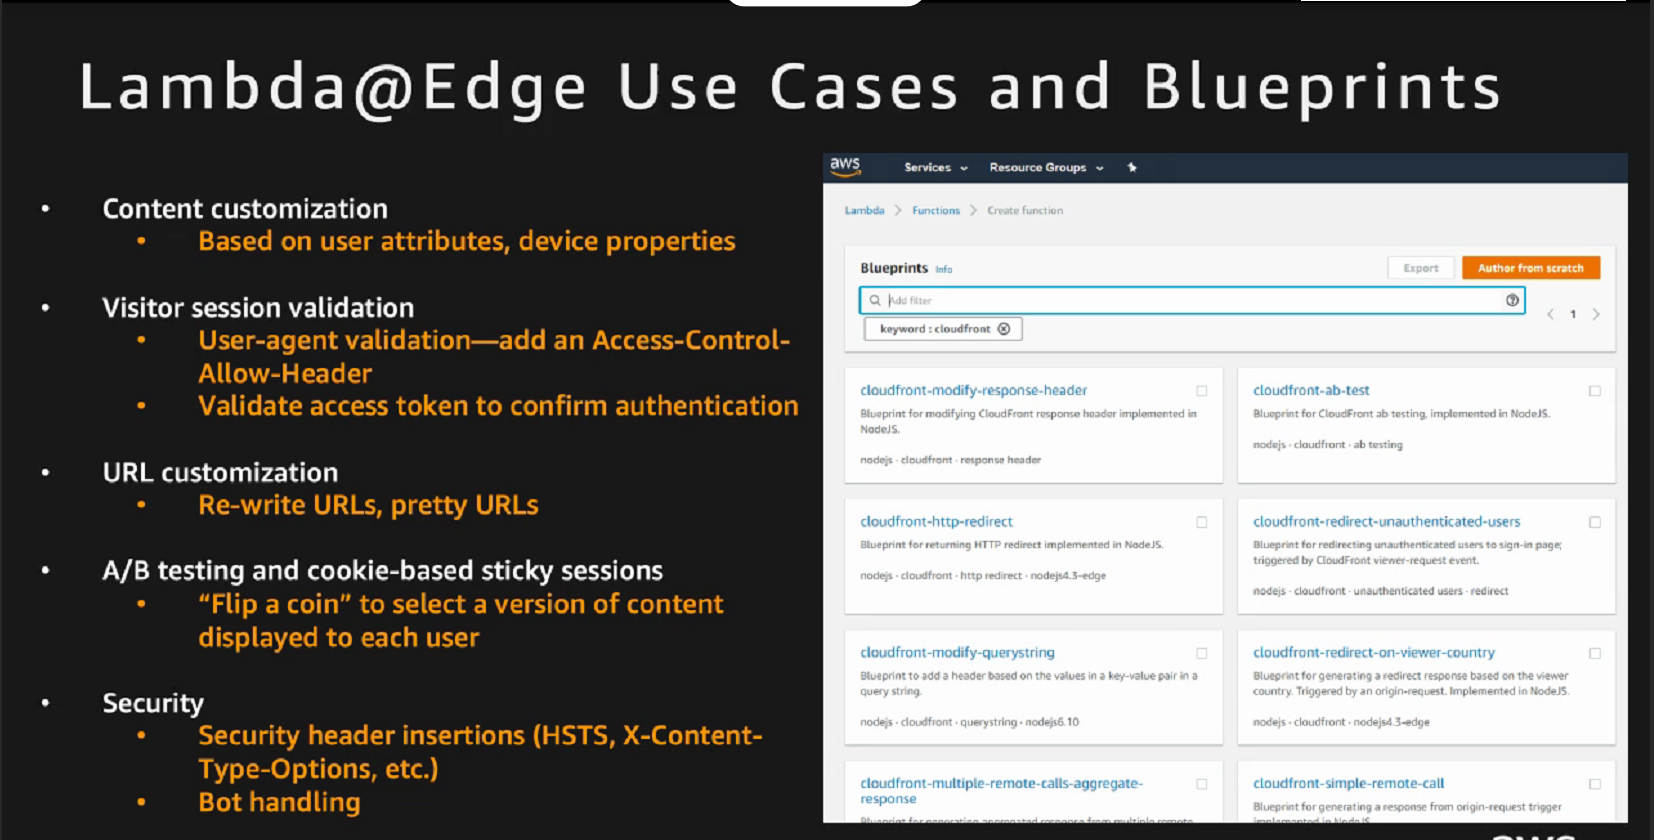 Lambda@Edge Use Cases and Blueprints
• Content customization
• Based on user attributes, device properties
• Visitor session validation
• User-agent validation—add an Access-Control-
Allow-Header
• Validate access token to confirm authentication
• URL customization
• Re-write URLs, pretty URLs
• A/B testing and cookie-based sticky sessions
• “Flip a coin” to select a version of content
displayed to each user
• Security
• Security header insertions (HSTS, X-Content-
Type-Options, etc.)
• Bot handling
aws Services Resource Groups
Lambda > Functions > Create function
Blueprints Info Export Author from scratch
Add filter
< 1 >
keyword : cloudfront
cloudfront-modify-response-header
Blueprint for modifying CloudFront response header implemented in
NodeJS.
nodejs · cloudfront · response header
cloudfront-ab-test
Blueprint for CloudFront ab testing, implemented in NodeJS.
nodejs · cloudfront · ab testing
cloudfront-http-redirect
Blueprint for returning HTTP redirect implemented in NodeJS.
nodejs · cloudfront · http redirect · nodejs4.3-edge
cloudfront-redirect-unauthenticated-users
Blueprint for redirecting unauthenticated users to sign-in page;
triggered by CloudFront viewer-request event.
nodejs · cloudfront · unauthenticated users · redirect
cloudfront-modify-querystring
Blueprint to add a header based on the values in a key-value pair in a
query string.
nodejs · cloudfront · querystring · nodejs6.10
cloudfront-redirect-on-viewer-country
Blueprint for generating a redirect response based on the viewer
country. Triggered by an origin-request. Implemented in NodeJS.
nodejs · cloudfront · nodejs4.3-edge
cloudfront-multiple-remote-calls-aggregate-
response
Blueprint for generating aggregated response from multiple remote
cloudfront-simple-remote-call
Blueprint for generating a response from origin-request trigger
implemented in NodeJS.
aws